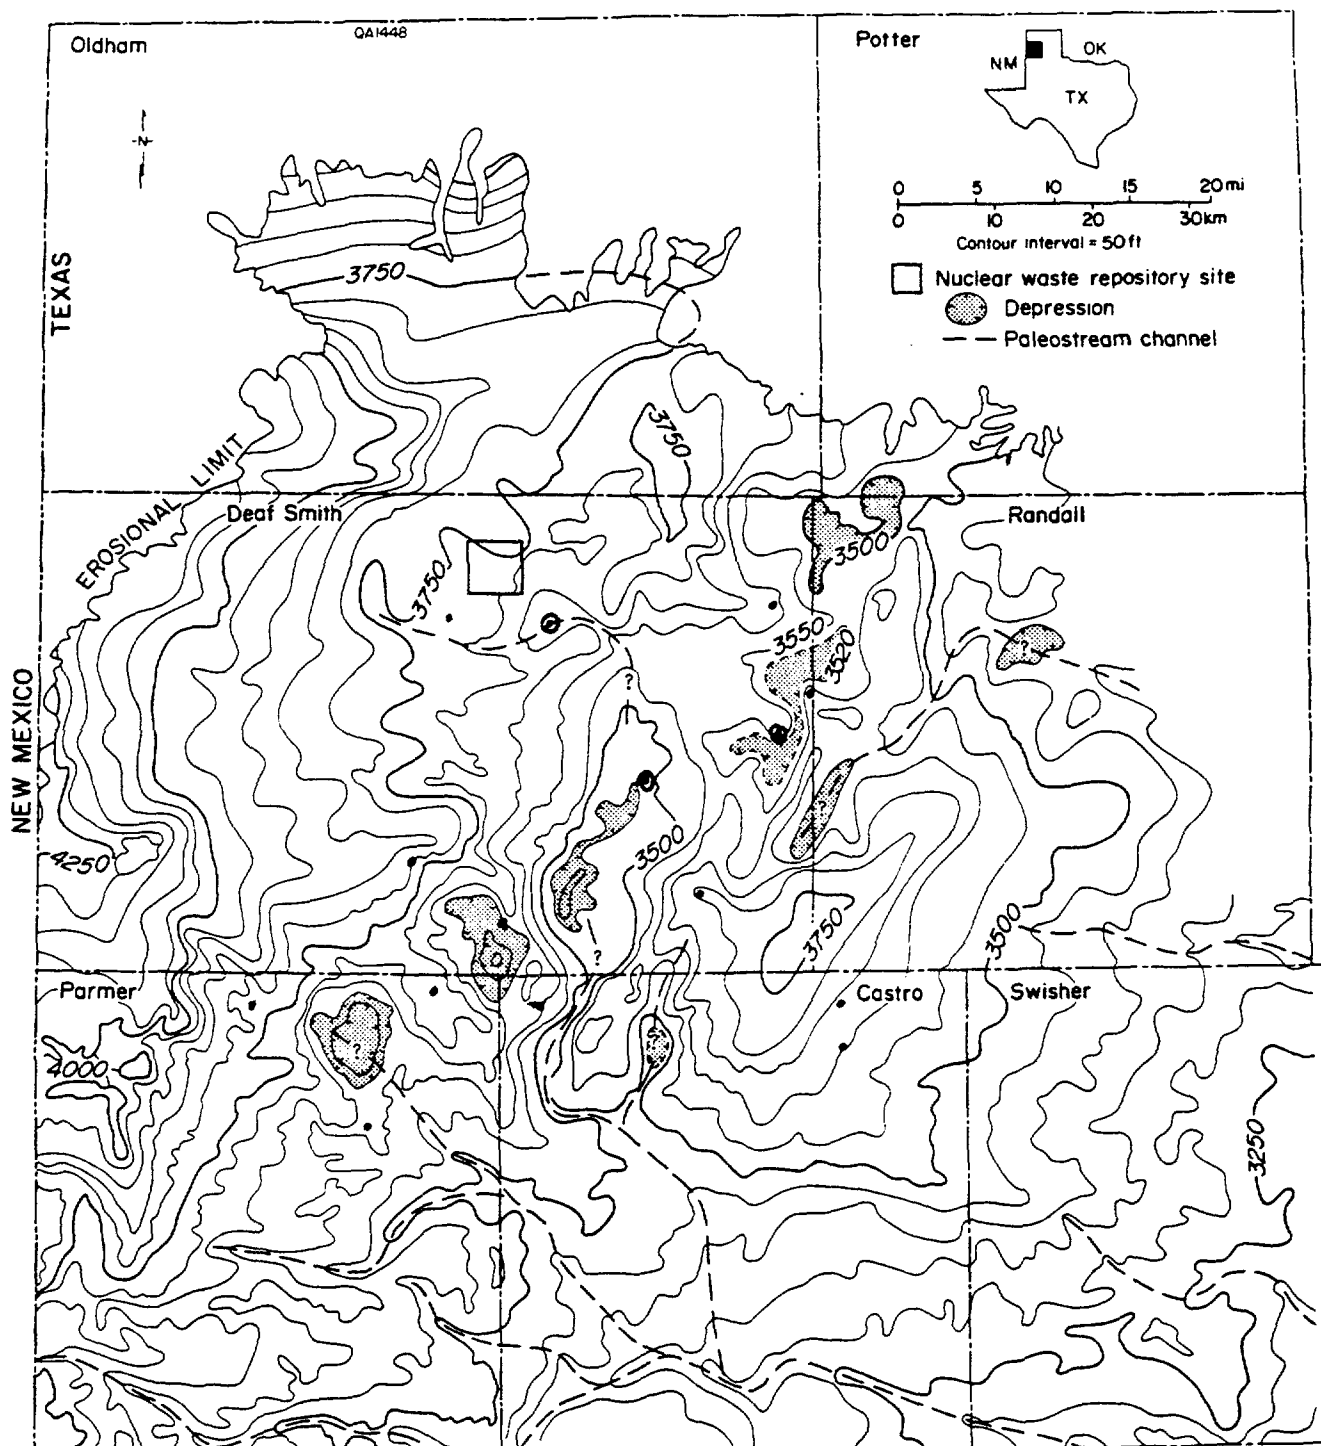 QA1448
Oldham
Potter
NM
OK
TX
N
0 5 10 15 20 mi
0 10 20 30 km
Contour interval = 50 ft
Nuclear waste repository site
Depression
Paleostream channel
TEXAS
3750
3750
EROSIONAL LIMIT
Deaf Smith
Randall
3500
3750
3550
3520
?
?
?
NEW MEXICO
3500
4250
3750
3500
?
Parmer
Castro
Swisher
?
?
4000
3250